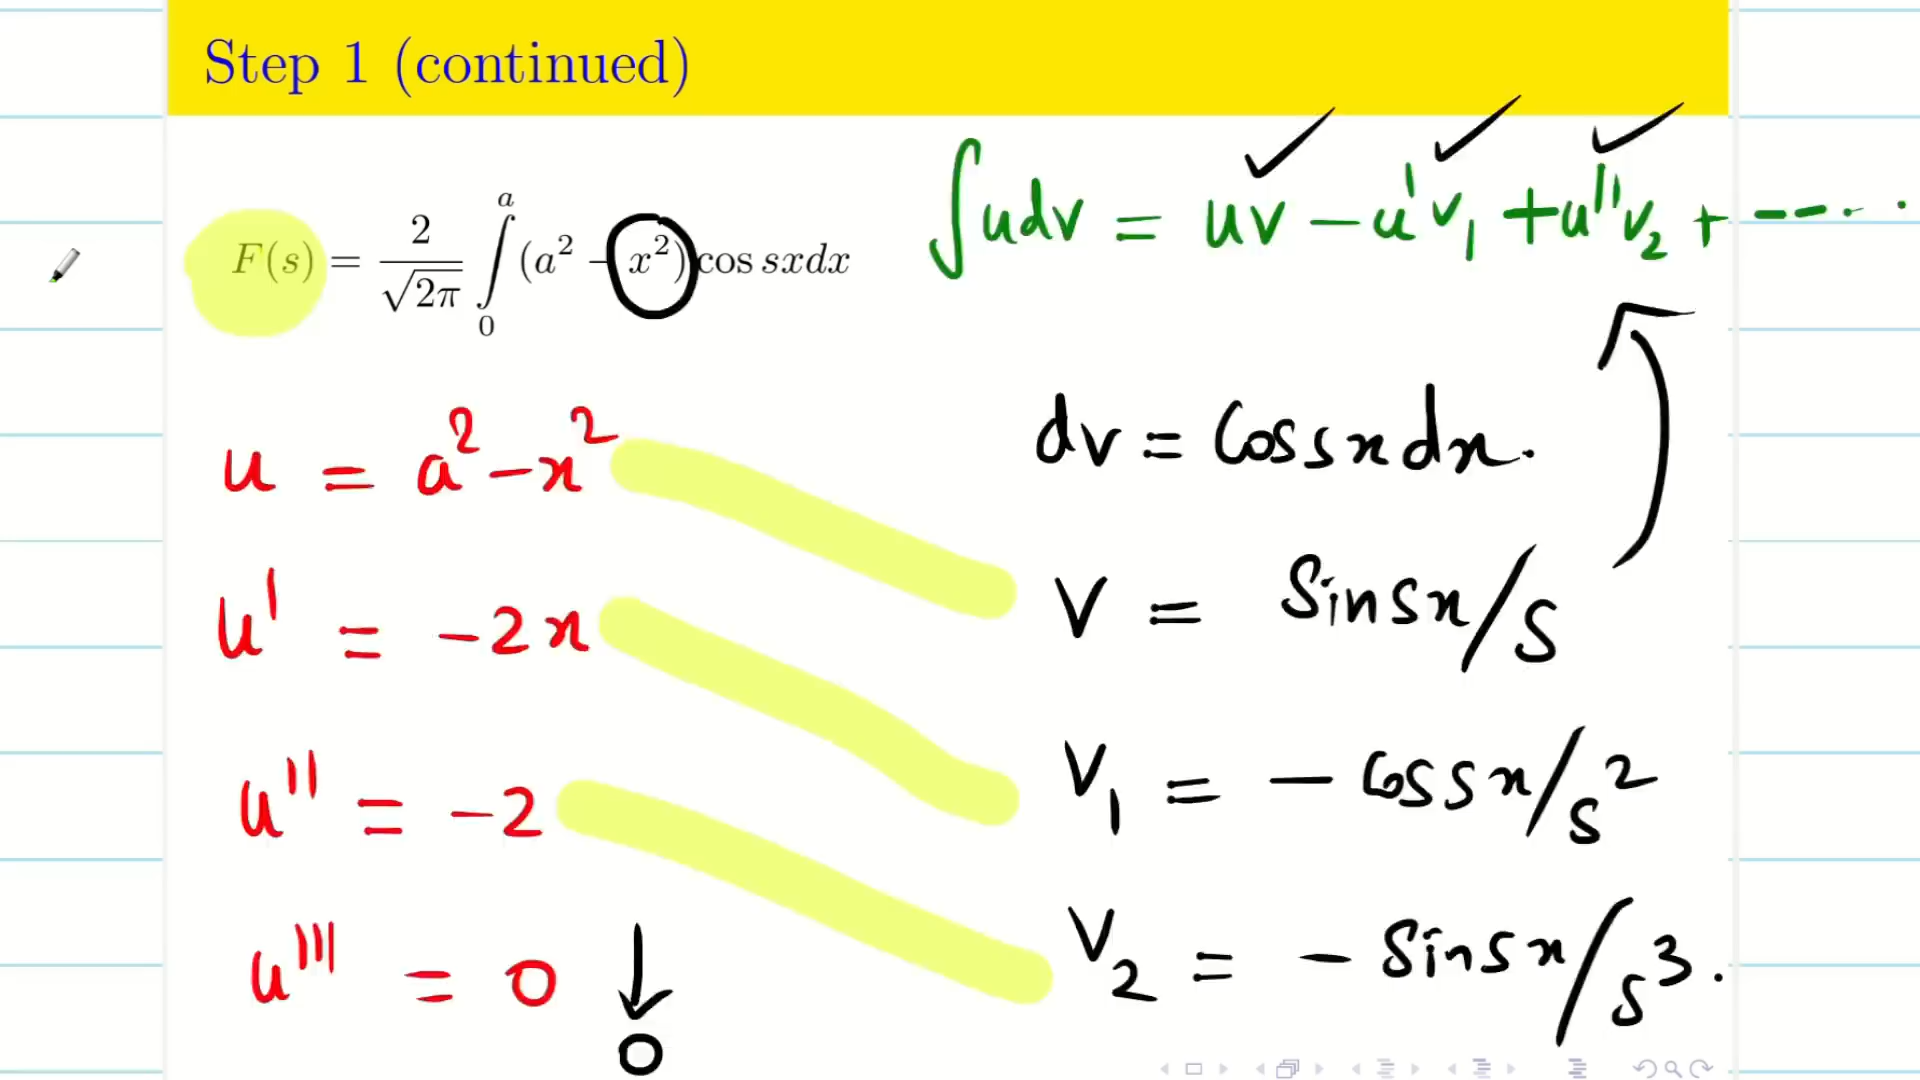 Step 1 (continued)
F(s) = 2/√2π ∫₀ᵃ (a² − x²) cos sxdx
∫udv = uv − u'v₁ + u''v₂ + -----
u = a² − x²
dv = Cos sx dx.
u' = −2x
v = Sin sx/s
u'' = −2
v₁ = − Cos sx/s²
u''' = 0 ↓ 0
v₂ = − Sin sx/s³.